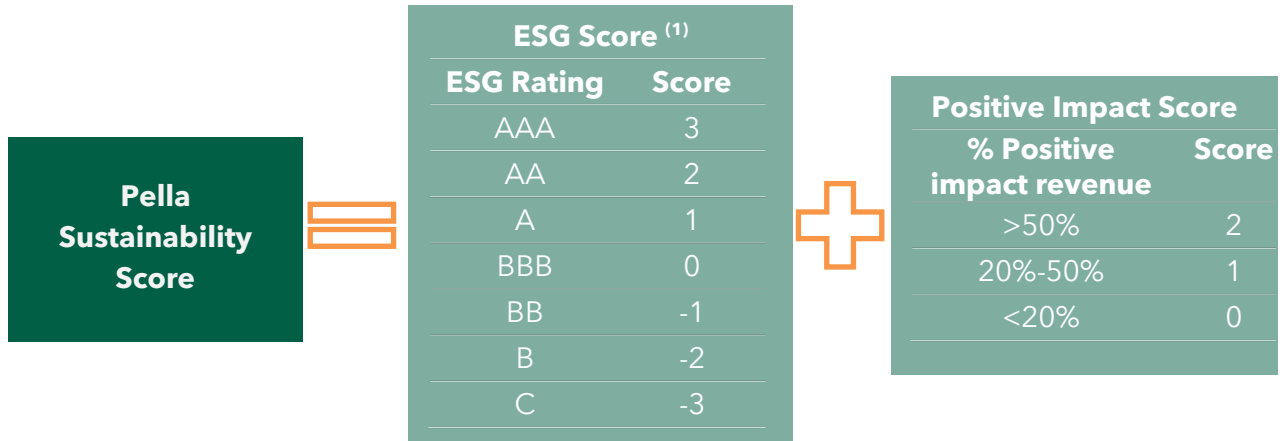 Pella
Sustainability
Score
ESG Score (1)
ESG Rating Score
AAA 3
AA 2
A 1
BBB 0
BB -1
B -2
C -3
Positive Impact Score
% Positive Score
impact revenue
>50% 2
20%-50% 1
<20% 0